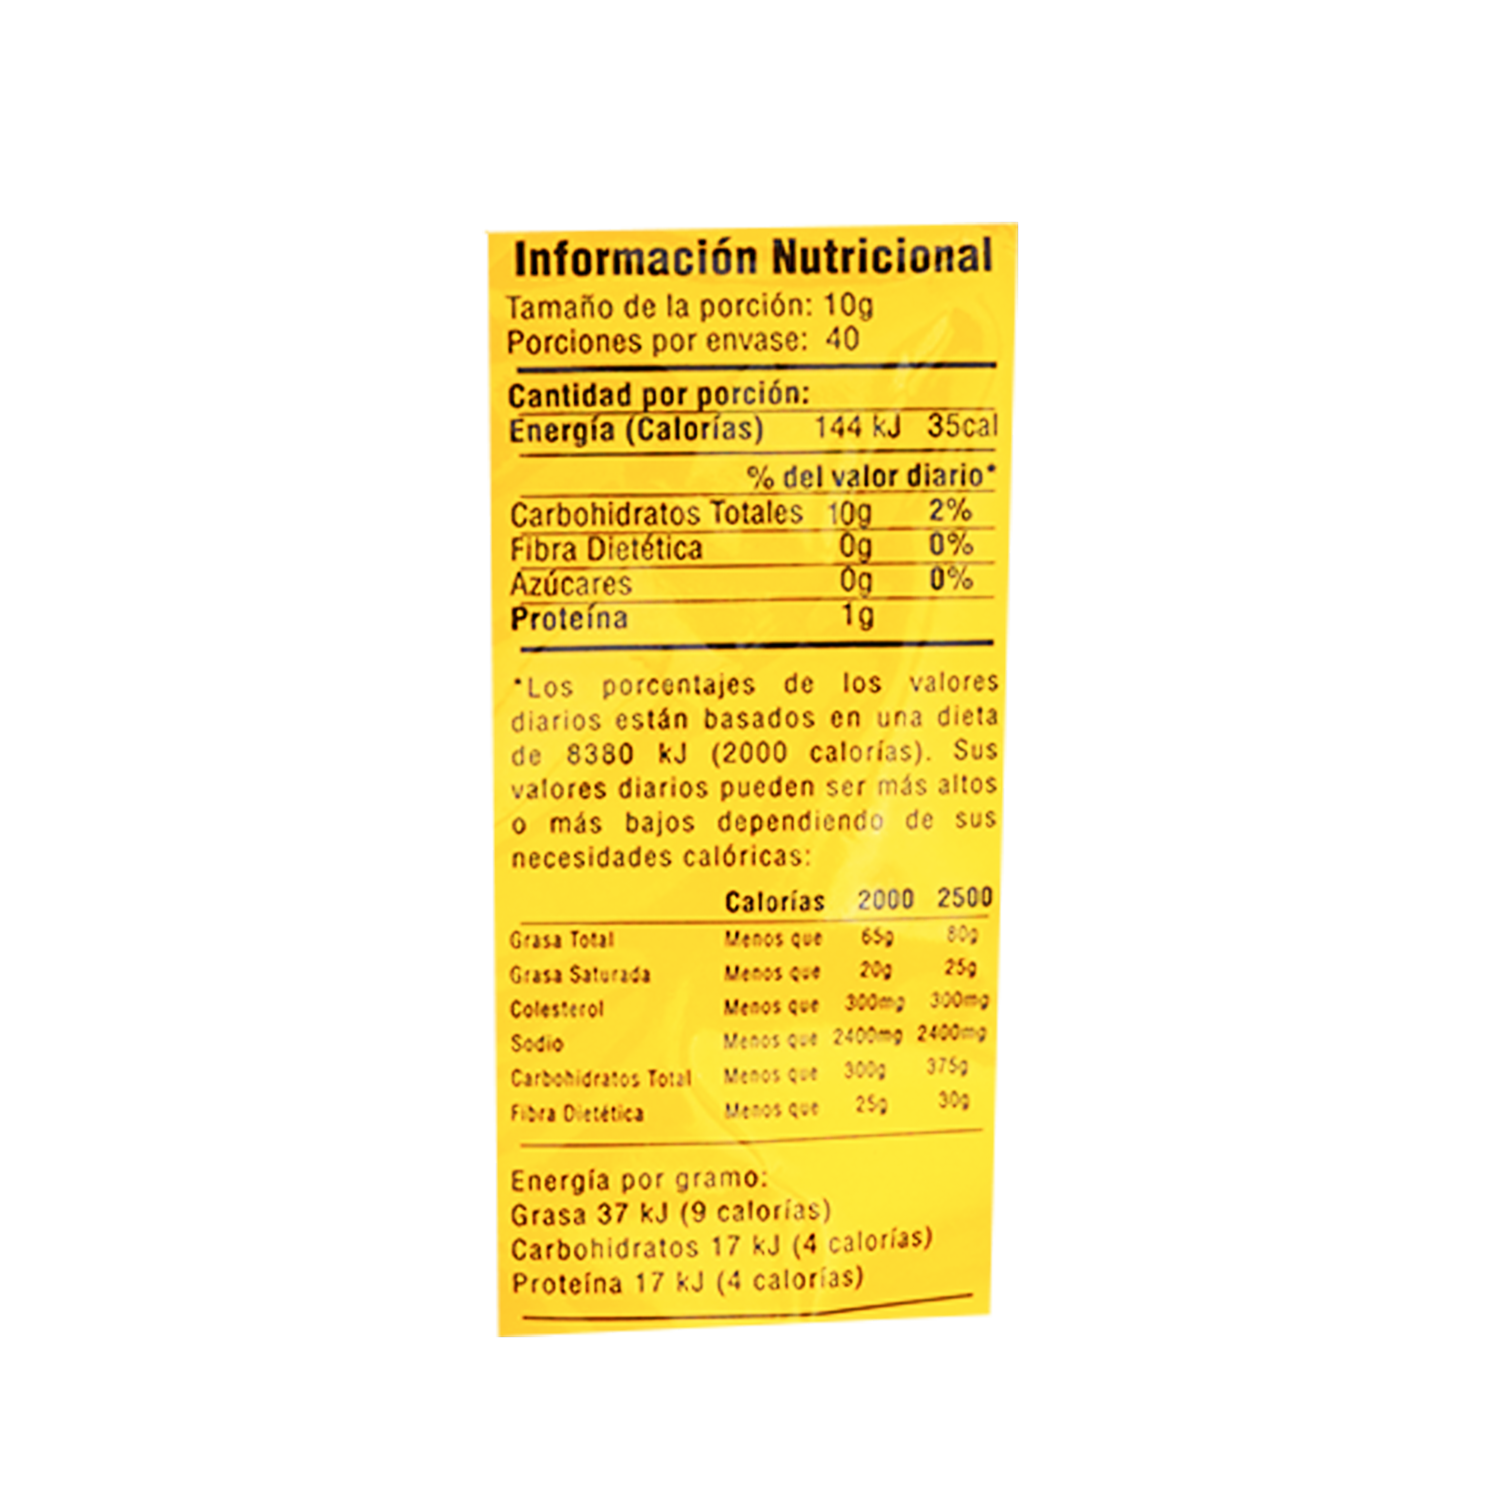 Información Nutricional
Tamaño de la porción: 10g
Porciones por envase: 40
Cantidad por porción:
Energía (Calorías) 144 kJ 35cal
% del valor diario*
Carbohidratos Totales 10g 2%
Fibra Dietética 0g 0%
Azúcares 0g 0%
Proteína 1g
*Los porcentajes de los valores
diarios están basados en una dieta
de 8380 kJ (2000 calorías). Sus
valores diarios pueden ser más altos
o más bajos dependiendo de sus
necesidades calóricas:
Calorías 2000 2500
Grasa Total Menos que 65g 80g
Grasa Saturada Menos que 20g 25g
Colesterol Menos que 300mg 300mg
Sodio Menos que 2400mg 2400mg
Carbohidratos Total Menos que 300g 375g
Fibra Dietética Menos que 25g 30g
Energía por gramo:
Grasa 37 kJ (9 calorías)
Carbohidratos 17 kJ (4 calorías)
Proteína 17 kJ (4 calorías)